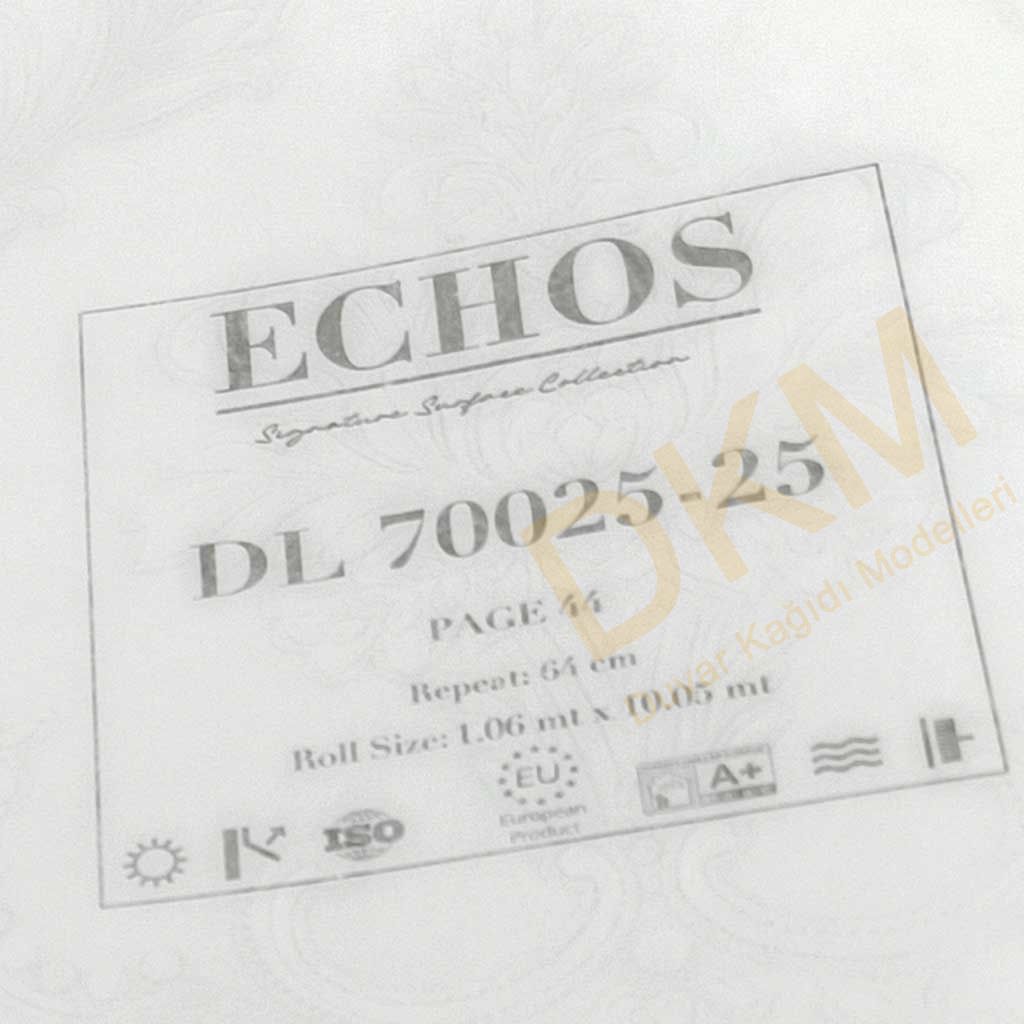 ECHOS
Signature Surface Collection
DL 70025-25
PAGE 44
Repeat: 64 cm
Roll Size: 1.06 mt x 10.05 mt
ISO
EU
European
Product
A+
DKM
Duvar Kağıdı Modelleri